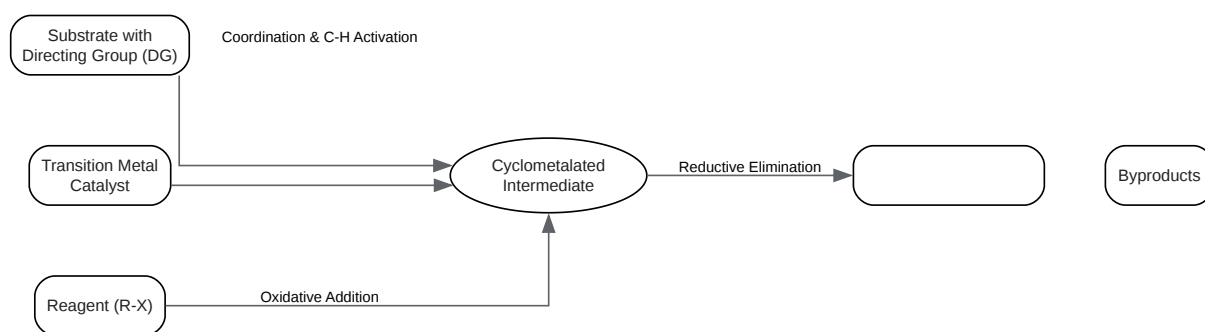 Substrate with
Directing Group (DG)
Coordination & C-H Activation
Transition Metal
Catalyst
Cyclometalated
Intermediate
Reductive Elimination
Byproducts
Reagent (R-X)
Oxidative Addition